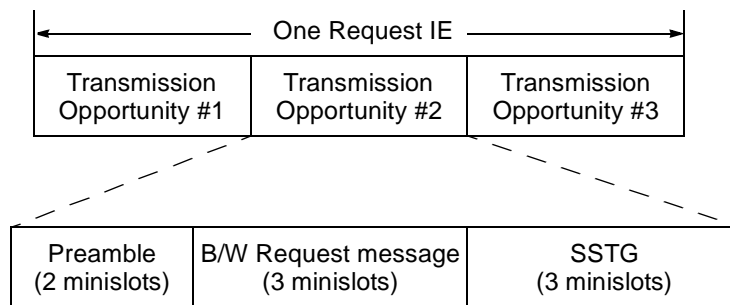 One Request IE
Transmission Opportunity #1
Transmission Opportunity #2
Transmission Opportunity #3
Preamble
(2 minislots)
B/W Request message
(3 minislots)
SSTG
(3 minislots)